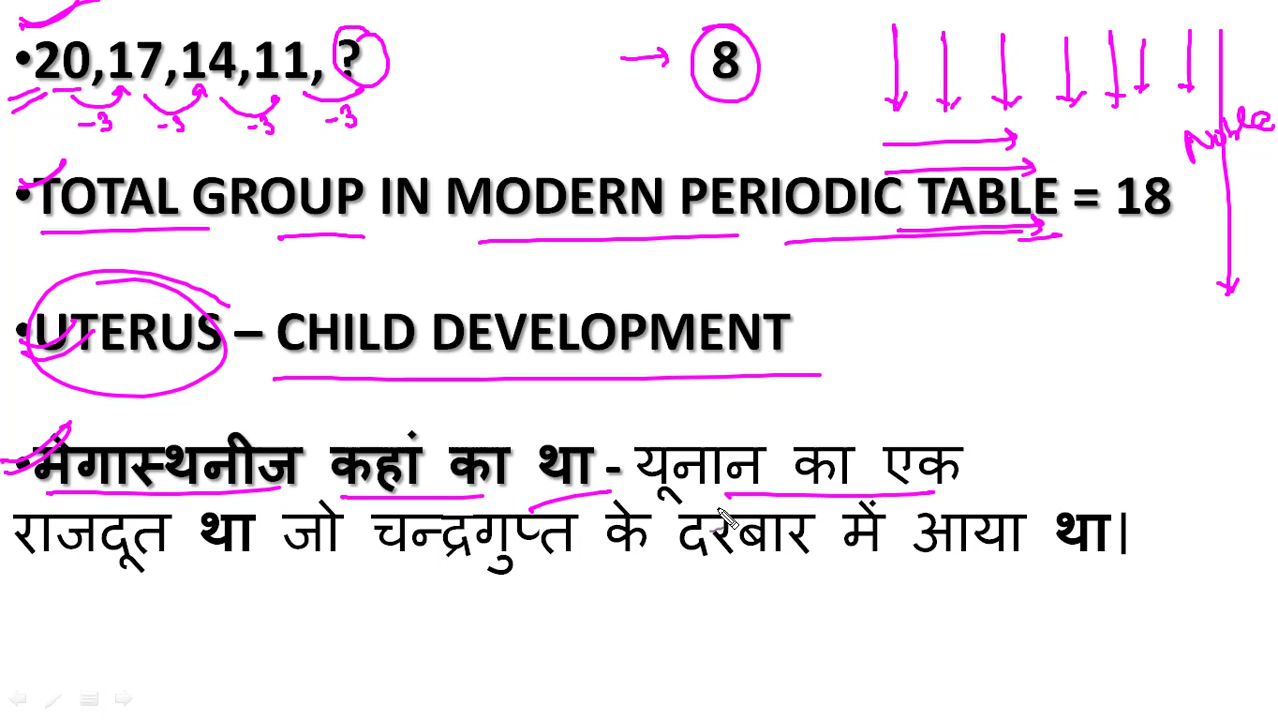 •20,17,14,11, ? → 8
-3 -3 -3 -3
Noble
•TOTAL GROUP IN MODERN PERIODIC TABLE = 18
•UTERUS – CHILD DEVELOPMENT
•मेगास्थनीज कहां का था - यूनान का एक
राजदूत था जो चन्द्रगुप्त के दरबार में आया था।